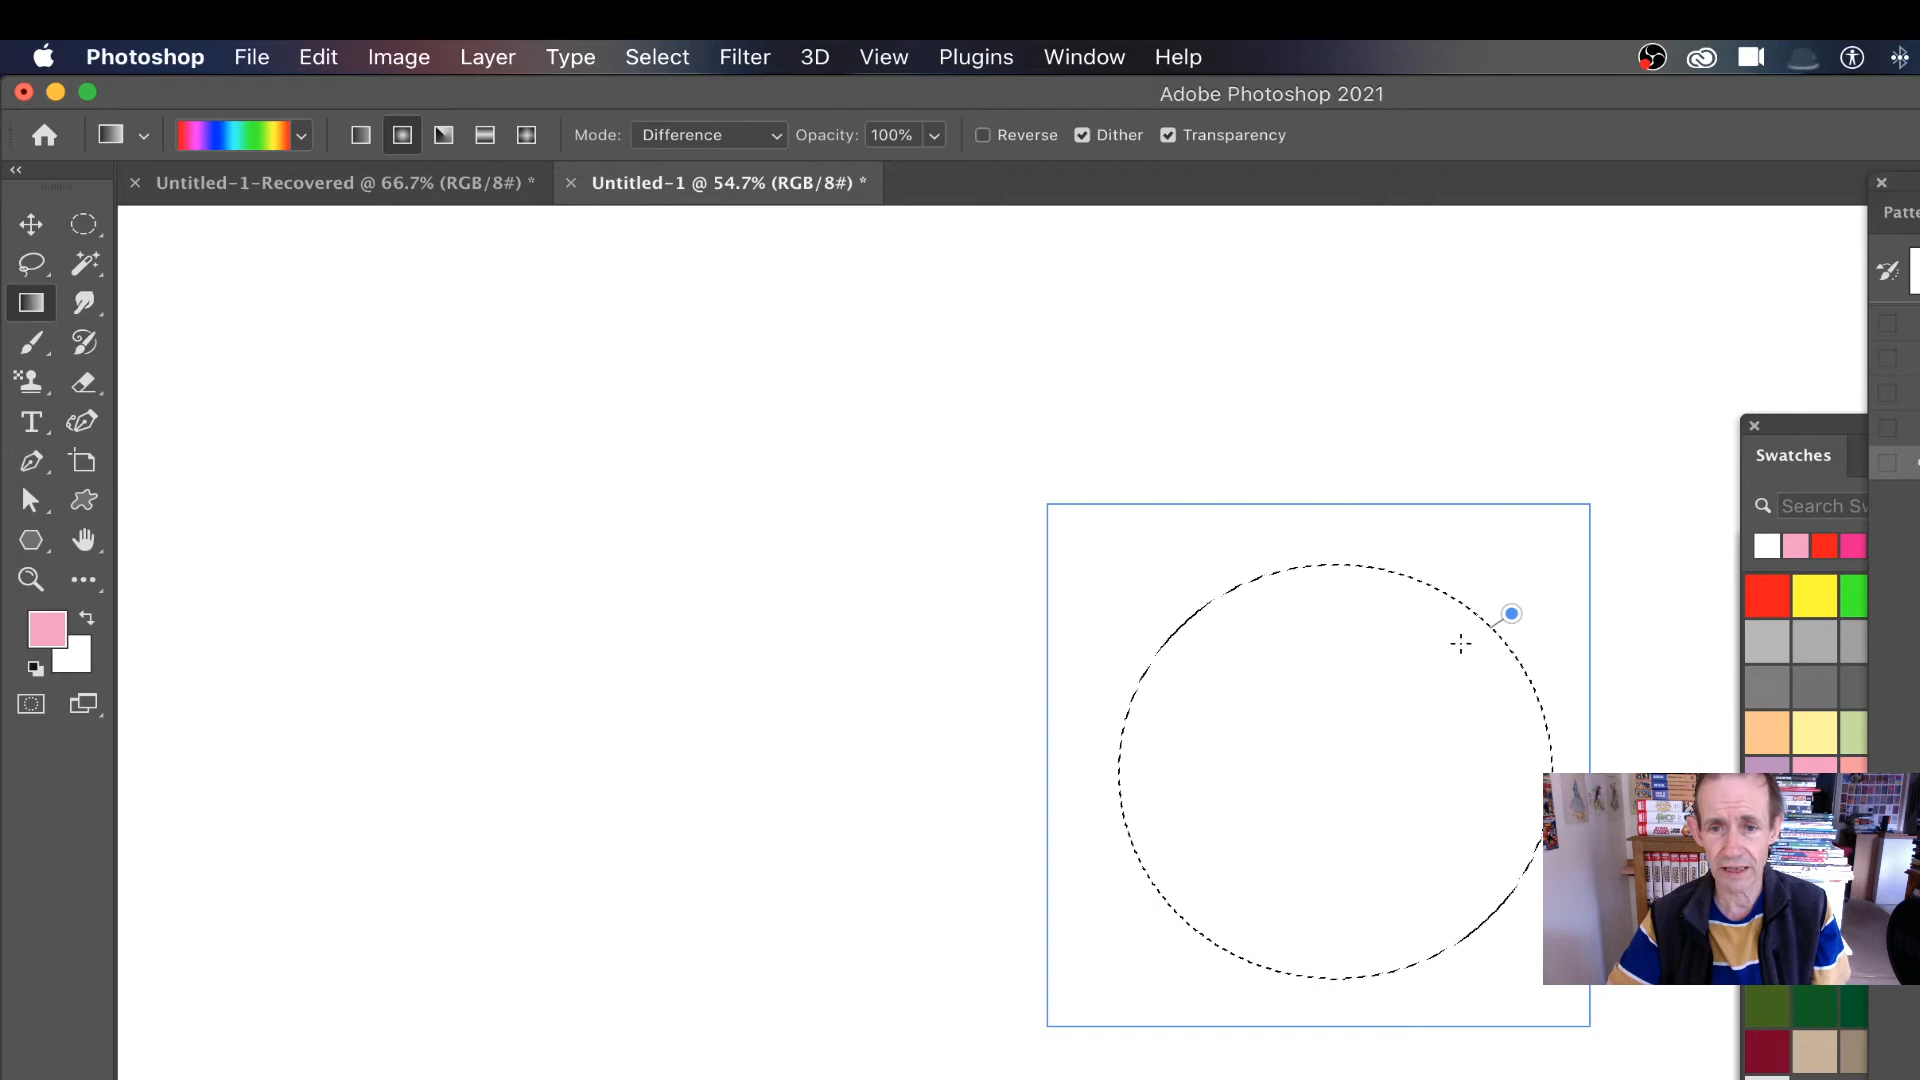 Photoshop File Edit Image Layer Type Select Filter 3D View Plugins Window Help
Adobe Photoshop 2021
Mode: Difference Opacity: 100% Reverse Dither Transparency
Untitled-1-Recovered @ 66.7% (RGB/8#) * Untitled-1 @ 54.7% (RGB/8#) *
Patte
Swatches
Search Sw